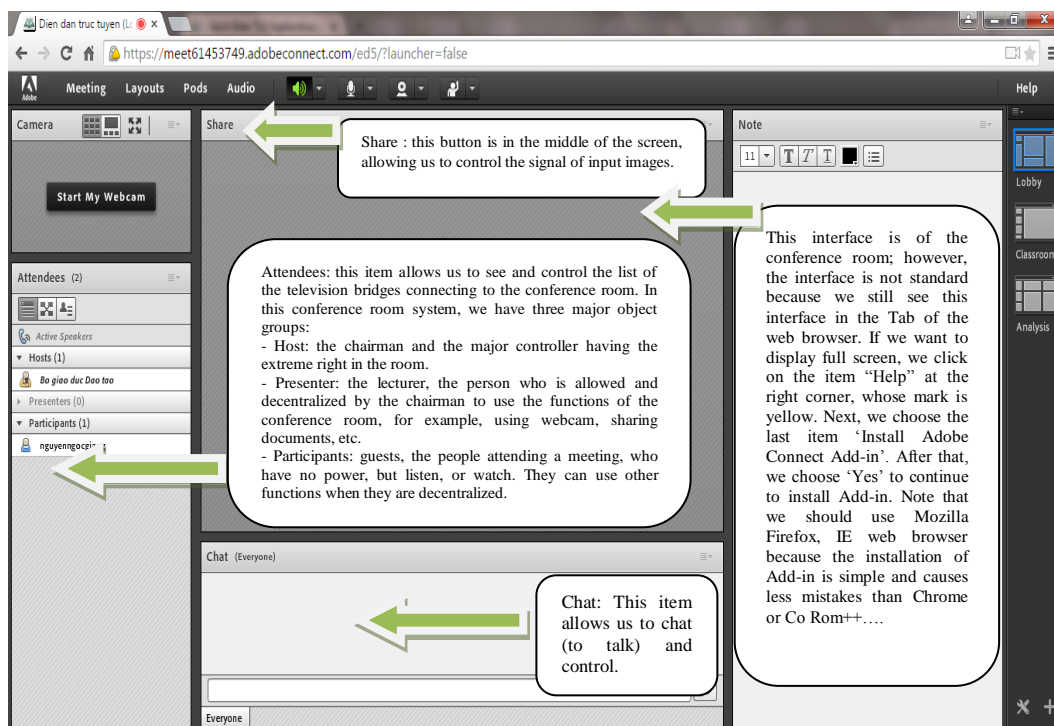 Dien dan truc tuyen (Lo
https://meet61453749.adobeconnect.com/ed5/?launcher=false
Adobe
Meeting Layouts Pods Audio
Help
Camera
Start My Webcam
Share
Share : this button is in the middle of the screen,
allowing us to control the signal of input images.
Note
11 T T T
Lobby
Classroom
Analysis
Attendees (2)
Active Speakers
Hosts (1)
Bo giao duc Dao tao
Presenters (0)
Participants (1)
Attendees: this item allows us to see and control the list of
the television bridges connecting to the conference room. In
this conference room system, we have three major object
groups:
- Host: the chairman and the major controller having the
extreme right in the room.
- Presenter: the lecturer, the person who is allowed and
decentralized by the chairman to use the functions of the
conference room, for example, using webcam, sharing
documents, etc.
- Participants: guests, the people attending a meeting, who
have no power, but listen, or watch. They can use other
functions when they are decentralized.
This interface is of the
conference room; however,
the interface is not standard
because we still see this
interface in the Tab of the
web browser. If we want to
display full screen, we click
on the item “Help” at the
right corner, whose mark is
yellow. Next, we choose the
last item ‘Install Adobe
Connect Add-in’. After that,
we choose ‘Yes’ to continue
to install Add-in. Note that
we should use Mozilla
Firefox, IE web browser
because the installation of
Add-in is simple and causes
less mistakes than Chrome
or Co Rom++….
Chat (Everyone)
Chat: This item
allows us to chat
(to talk) and
control.
Everyone